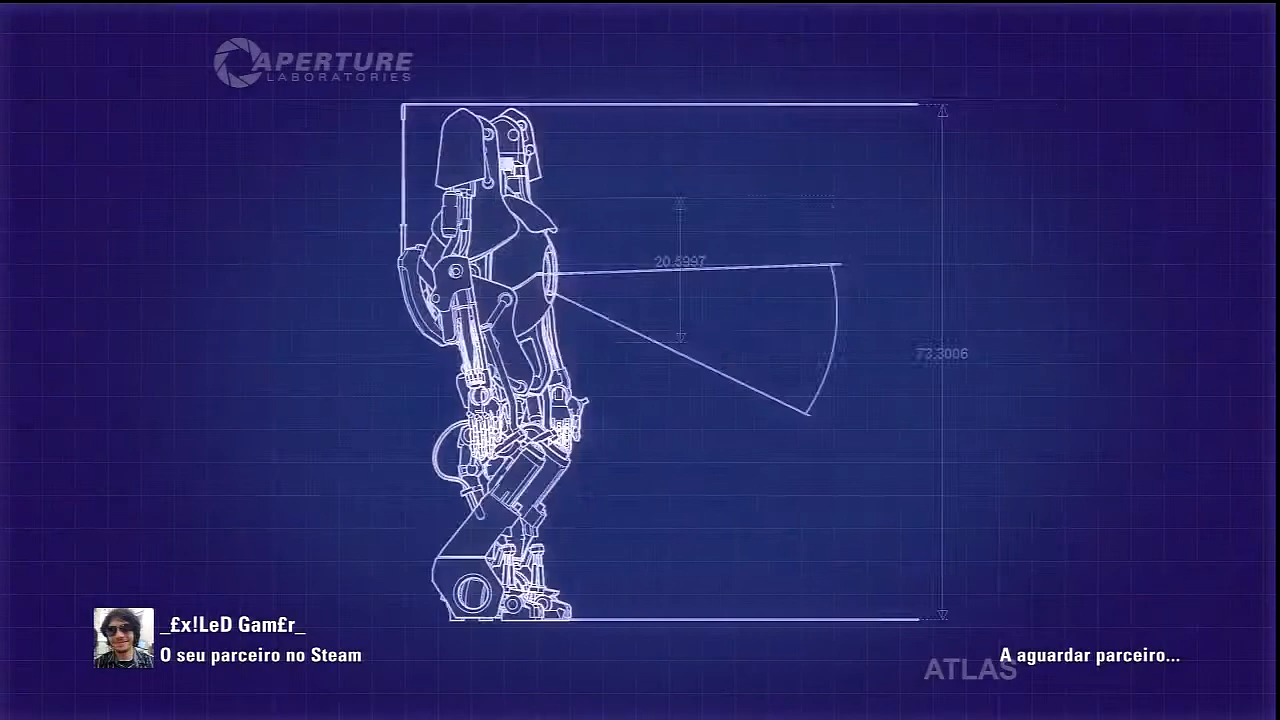 APERTURE
LABORATORIES
20.5997
73.3006
_£x!LeD Gam£r_
O seu parceiro no Steam
A aguardar parceiro...
ATLAS